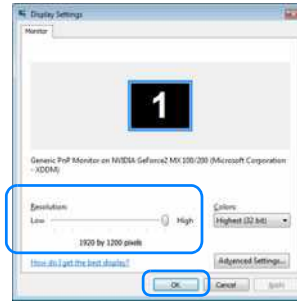 Display Settings
Monitor
1
Generic PnP Monitor on NVIDIA GeForce2 MX 100/200 (Microsoft Corporation
- XDDM)
Resolution:
Colors:
Low
High
Highest (32 bit)
1920 by 1200 pixels
How do I get the best display?
Advanced Settings...
OK
Cancel
Apply